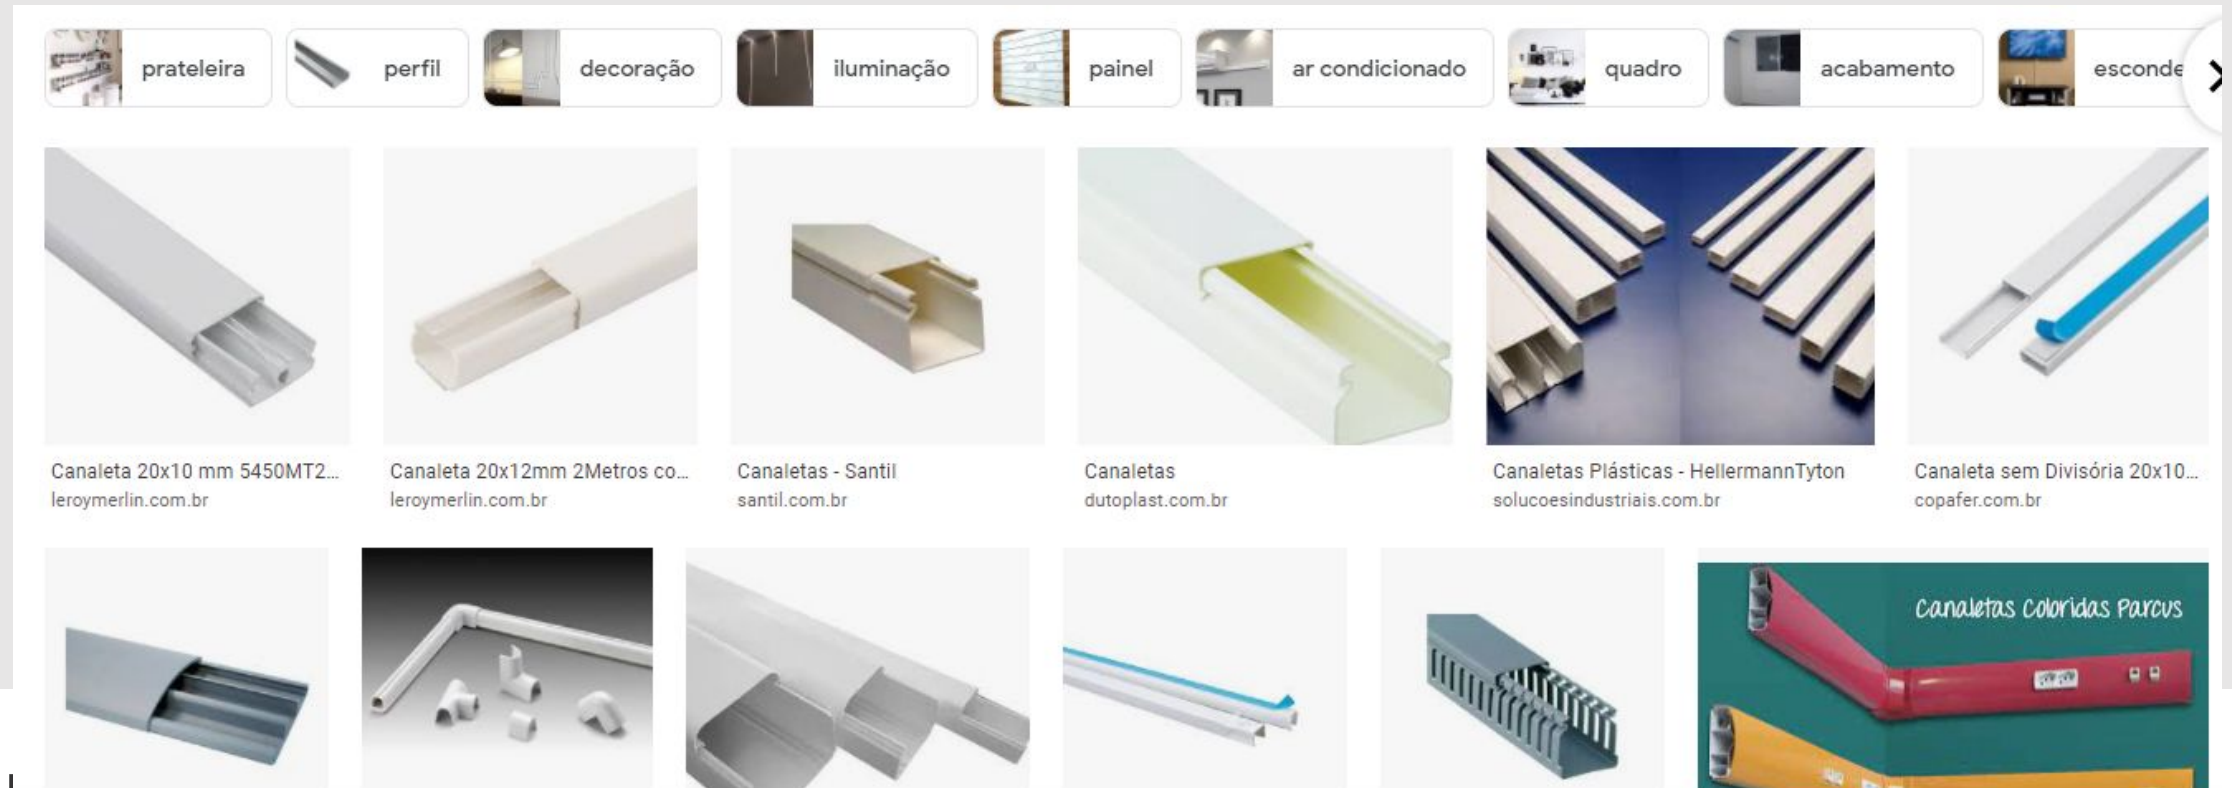 prateleira
perfil
decoração
iluminação
painel
ar condicionado
quadro
acabamento
esconde
Canaleta 20x10 mm 5450MT2...
leroymerlin.com.br
Canaleta 20x12mm 2Metros co...
leroymerlin.com.br
Canaletas - Santil
santil.com.br
Canaletas
dutoplast.com.br
Canaletas Plásticas - HellermannTyton
solucoesindustriais.com.br
Canaleta sem Divisória 20x10...
copafer.com.br
Canaletas Coloridas Parcus